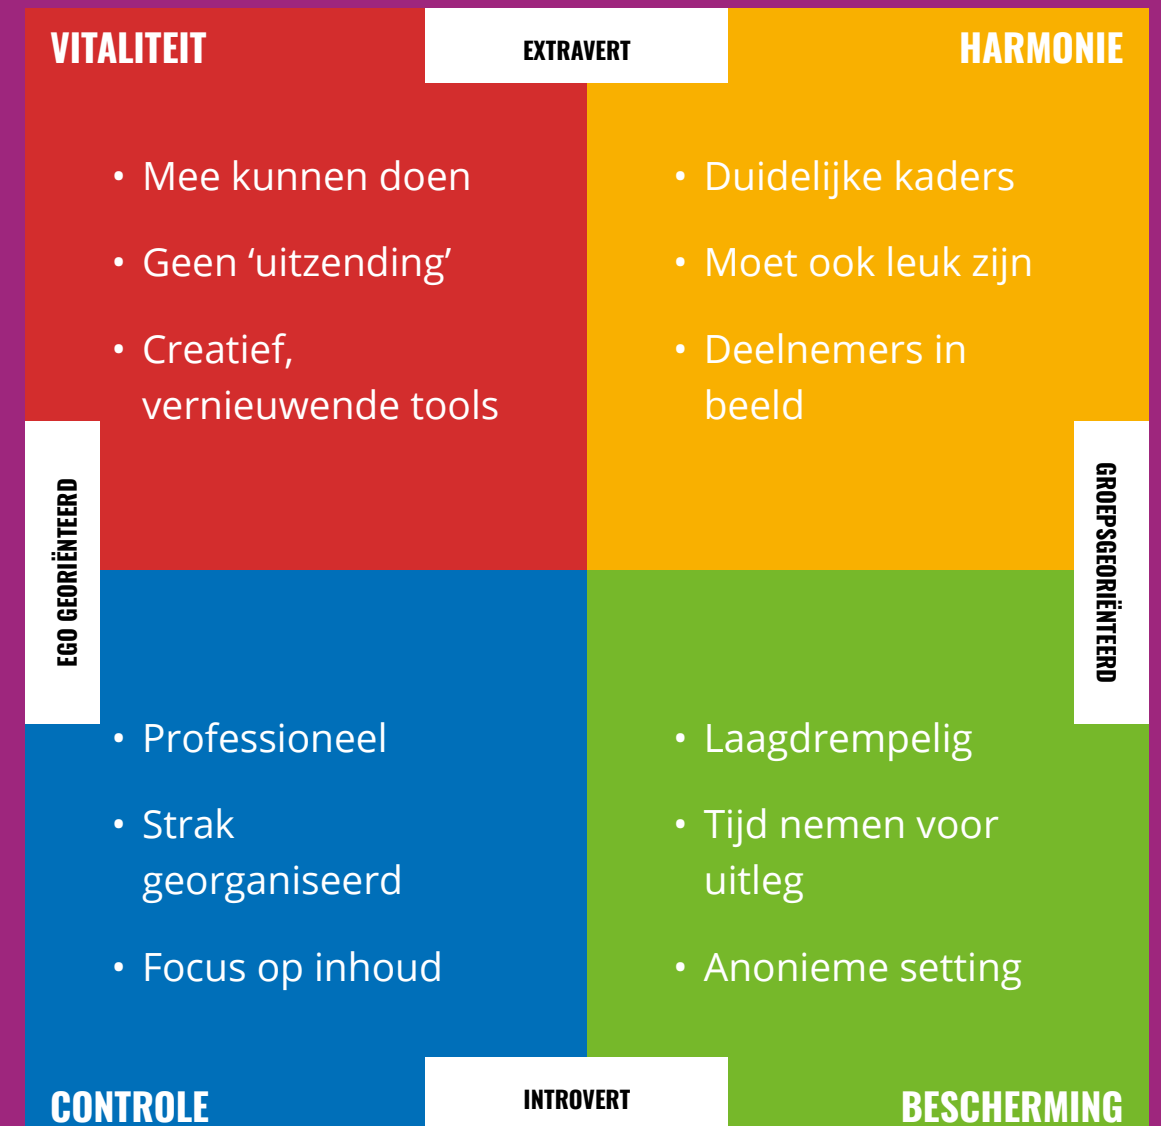 VITALITEIT
EXTRAVERT
HARMONIE
• Mee kunnen doen
• Geen ‘uitzending’
• Creatief,
vernieuwende tools
• Duidelijke kaders
• Moet ook leuk zijn
• Deelnemers in
beeld
EGO GEORIËNTEERD
GROEPSGEORIËNTEERD
• Professioneel
• Strak
georganiseerd
• Focus op inhoud
• Laagdrempelig
• Tijd nemen voor
uitleg
• Anonieme setting
CONTROLE
INTROVERT
BESCHERMING